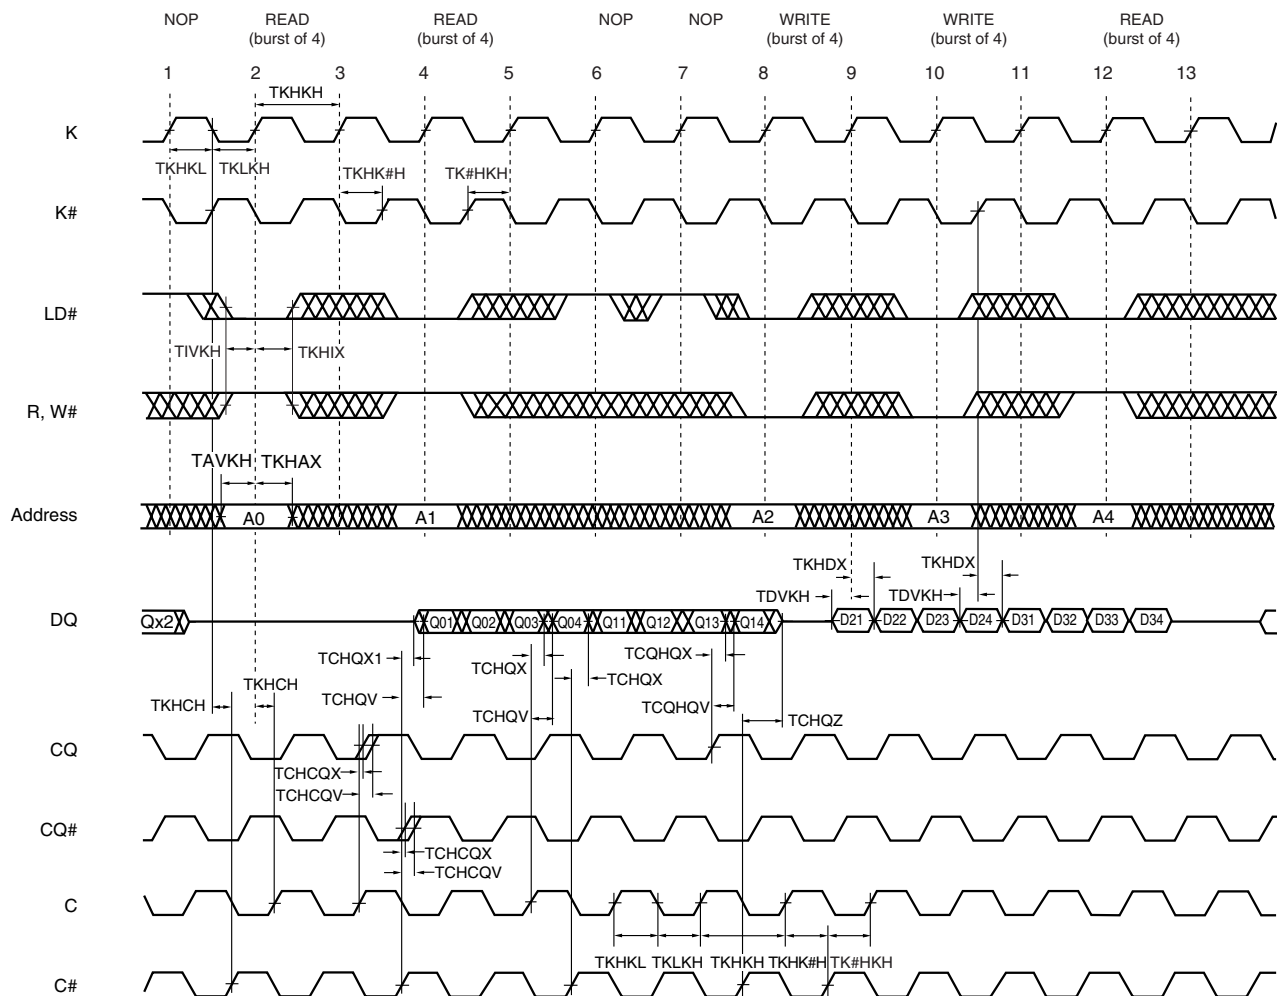 NOP READ READ NOP NOP WRITE WRITE READ
(burst of 4) (burst of 4) (burst of 4) (burst of 4) (burst of 4)
1 2 3 4 5 6 7 8 9 10 11 12 13
TKHKH
K
TKHKL TKLKH TKHK#H TK#HKH
K#
LD#
TIVKH TKHIX
R, W#
TAVKH TKHAX
Address A0 A1 A2 A3 A4
TKHDX TKHDX
TDVKH TDVKH
DQ Qx2 Q01 Q02 Q03 Q04 Q11 Q12 Q13 Q14 D21 D22 D23 D24 D31 D32 D33 D34
TCHQX1 TCHQX TCQHQX
TKHCH TCHQX
TKHCH TCHQV TCHQV TCQHQV TCHQZ
CQ
TCHCQX
TCHCQV
CQ#
TCHCQX
TCHCQV
C
TKHKL TKLKH TKHKH TKHK#H TK#HKH
C#